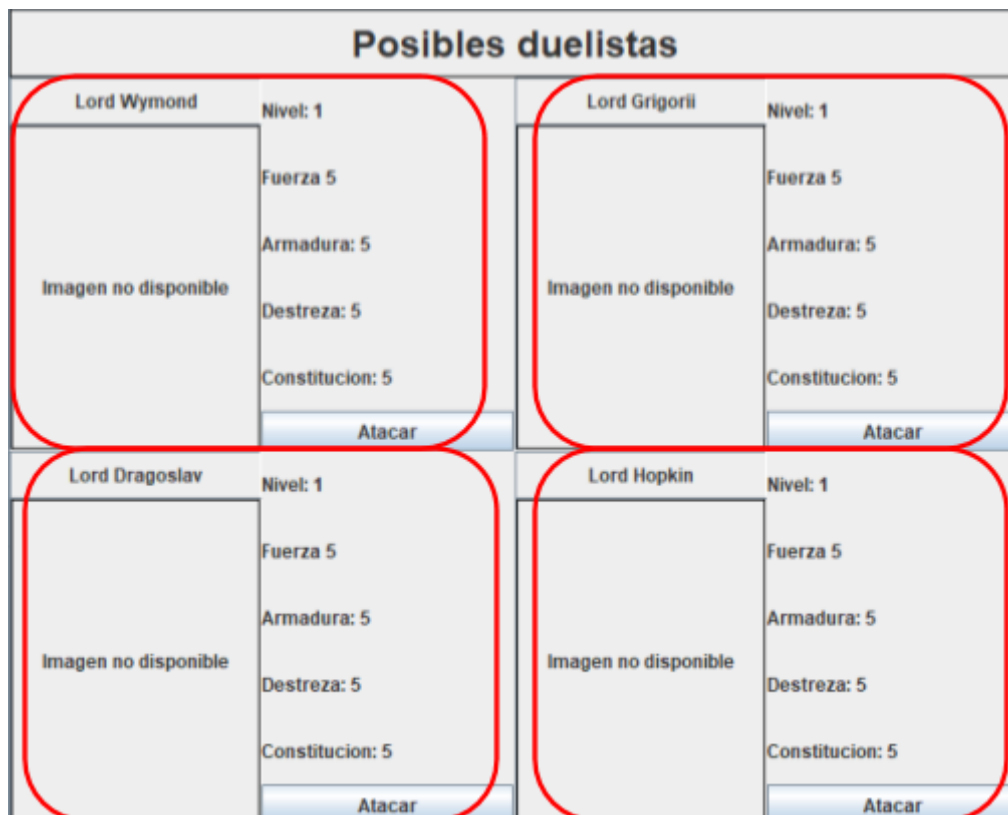 Posibles duelistas
Lord Wymond
Nivel: 1
Fuerza 5
Armadura: 5
Imagen no disponible
Destreza: 5
Constitucion: 5
Atacar
Lord Grigorii
Nivel: 1
Fuerza 5
Armadura: 5
Imagen no disponible
Destreza: 5
Constitucion: 5
Atacar
Lord Dragoslav
Nivel: 1
Fuerza 5
Armadura: 5
Imagen no disponible
Destreza: 5
Constitucion: 5
Atacar
Lord Hopkin
Nivel: 1
Fuerza 5
Armadura: 5
Imagen no disponible
Destreza: 5
Constitucion: 5
Atacar